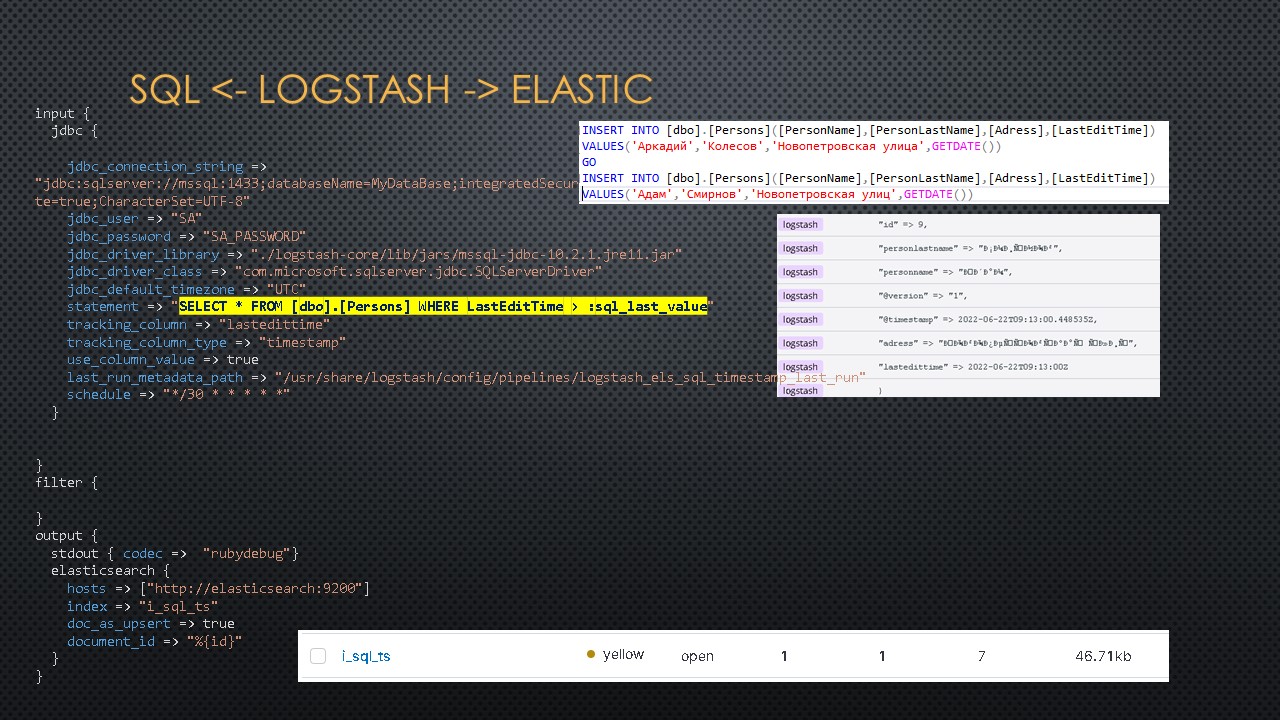 SQL <- LOGSTASH -> ELASTIC
input {
jdbc {
jdbc_connection_string =>
"jdbc:sqlserver://mssql:1433;databaseName=MyDataBase;integratedSecur
te=true;CharacterSet=UTF-8"
jdbc_user => "SA"
jdbc_password => "SA_PASSWORD"
jdbc_driver_library => "./logstash-core/lib/jars/mssql-jdbc-10.2.1.jre11.jar"
jdbc_driver_class => "com.microsoft.sqlserver.jdbc.SQLServerDriver"
jdbc_default_timezone => "UTC"
statement => "SELECT * FROM [dbo].[Persons] WHERE LastEditTime > :sql_last_value"
tracking_column => "lastedittime"
tracking_column_type => "timestamp"
use_column_value => true
last_run_metadata_path => "/usr/share/logstash/config/pipelines/logstash_els_sql_timestamp_last_run"
schedule => "*/30 * * * * *"
}
}
filter {
}
output {
stdout { codec => "rubydebug"}
elasticsearch {
hosts => ["http://elasticsearch:9200"]
index => "i_sql_ts"
doc_as_upsert => true
document_id => "%{id}"
}
}
INSERT INTO [dbo].[Persons]([PersonName],[PersonLastName],[Adress],[LastEditTime])
VALUES('Аркадий','Колесов','Новопетровская улица',GETDATE())
GO
INSERT INTO [dbo].[Persons]([PersonName],[PersonLastName],[Adress],[LastEditTime])
VALUES('Адам','Смирнов','Новопетровская улиц',GETDATE())
logstash "id" => 9,
logstash "personlastname" =>
logstash "personname" =>
logstash "@version" => "1",
logstash "@timestamp" => 2022-06-22T09:13:00.448535Z,
logstash "adress" =>
logstash "lastedittime" => 2022-06-22T09:13:00Z
logstash }
i_sql_ts yellow open 1 1 7 46.71kb